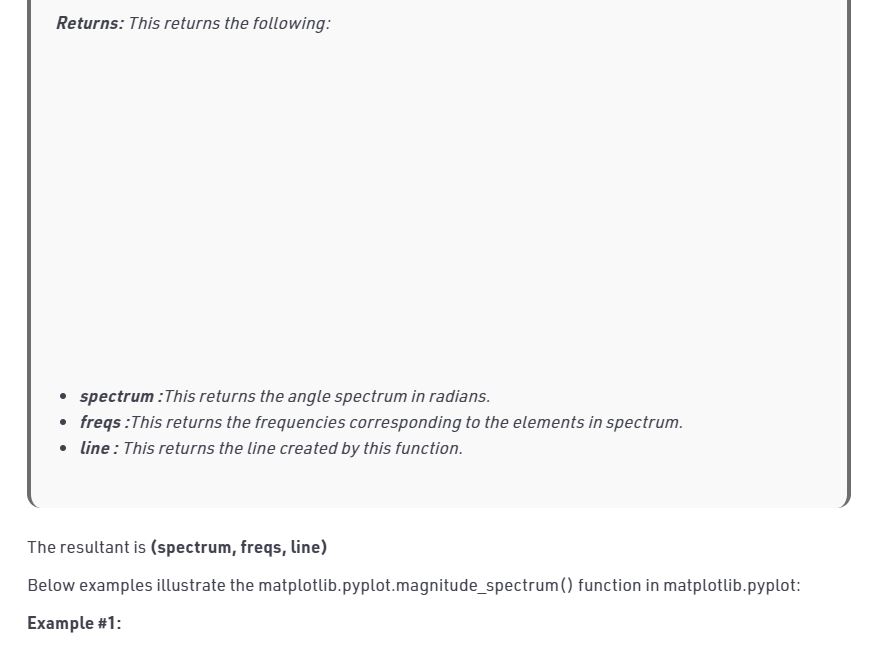 Returns: This returns the following:
• spectrum :This returns the angle spectrum in radians.
• freqs :This returns the frequencies corresponding to the elements in spectrum.
• line : This returns the line created by this function.
The resultant is (spectrum, freqs, line)
Below examples illustrate the matplotlib.pyplot.magnitude_spectrum() function in matplotlib.pyplot:
Example #1: